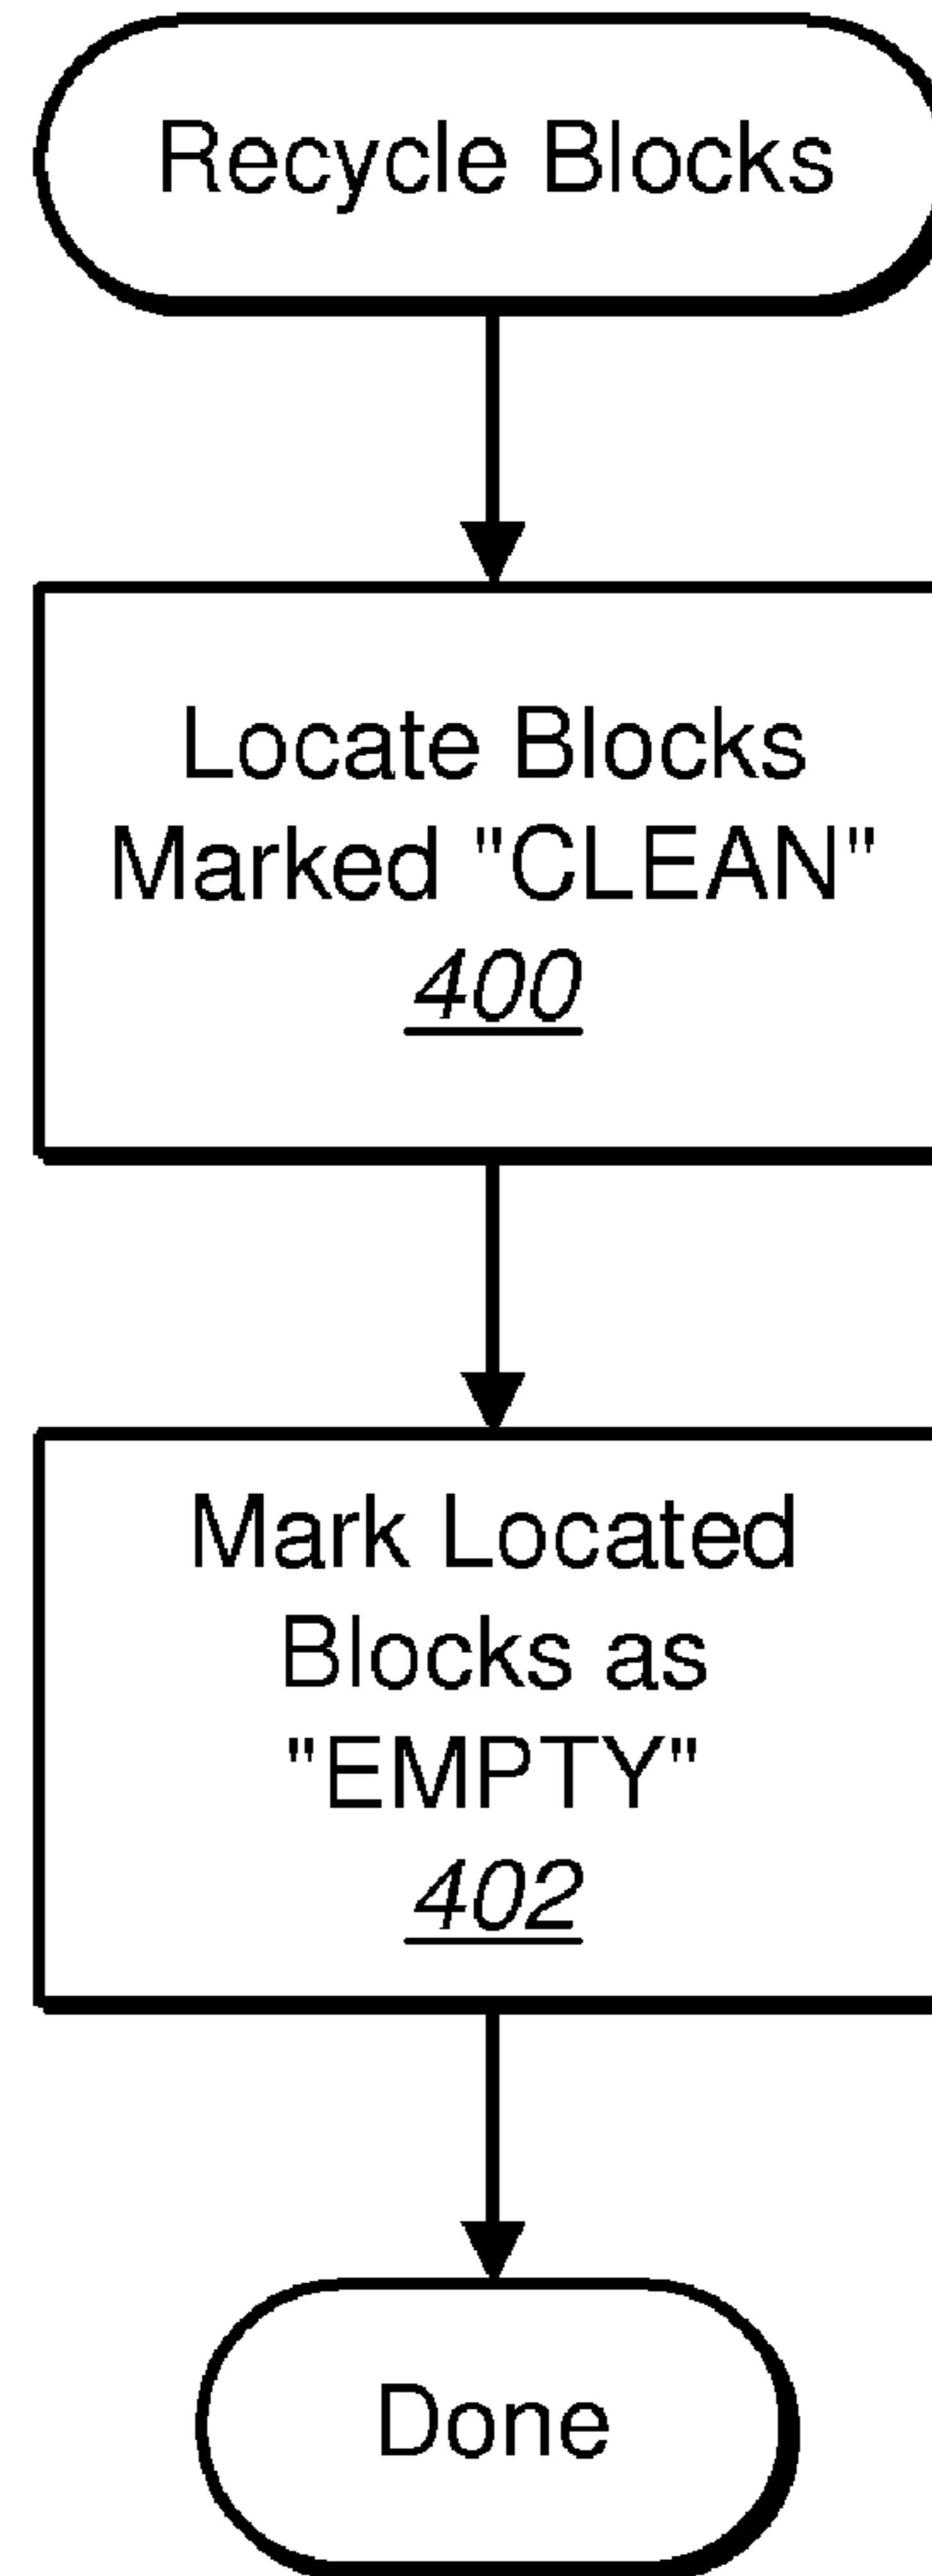 Recycle Blocks
Locate Blocks
Marked "CLEAN"
400
Mark Located
Blocks as
"EMPTY"
402
Done